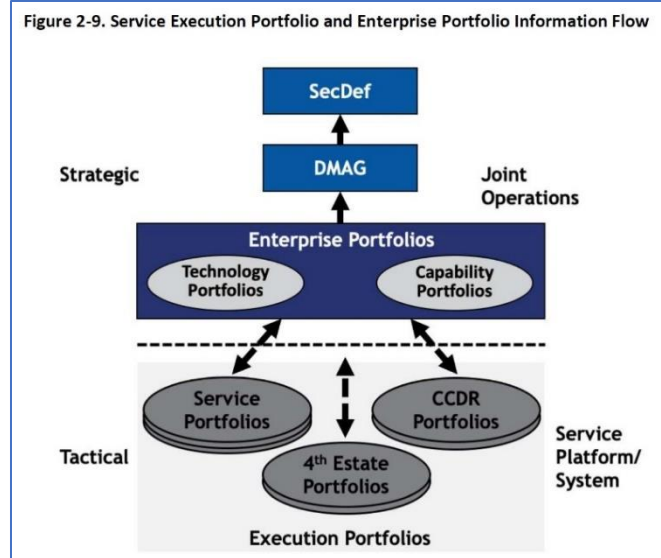 Figure 2-9. Service Execution Portfolio and Enterprise Portfolio Information Flow
SecDef
DMAG
Strategic
Joint
Operations
Enterprise Portfolios
Technology
Portfolios
Capability
Portfolios
Service
Portfolios
CCDR
Portfolios
Tactical
4th Estate
Portfolios
Service
Platform/
System
Execution Portfolios